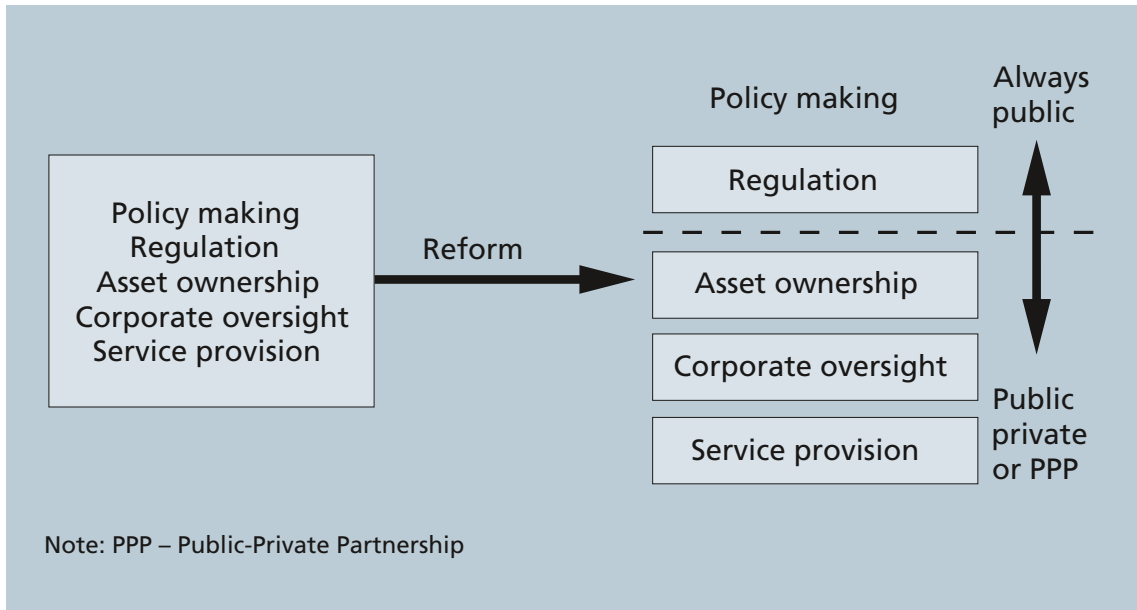 Policy making
Regulation
Asset ownership
Corporate oversight
Service provision
Reform
Policy making
Regulation
Asset ownership
Corporate oversight
Service provision
Always
public
Public
private
or PPP
Note: PPP – Public-Private Partnership